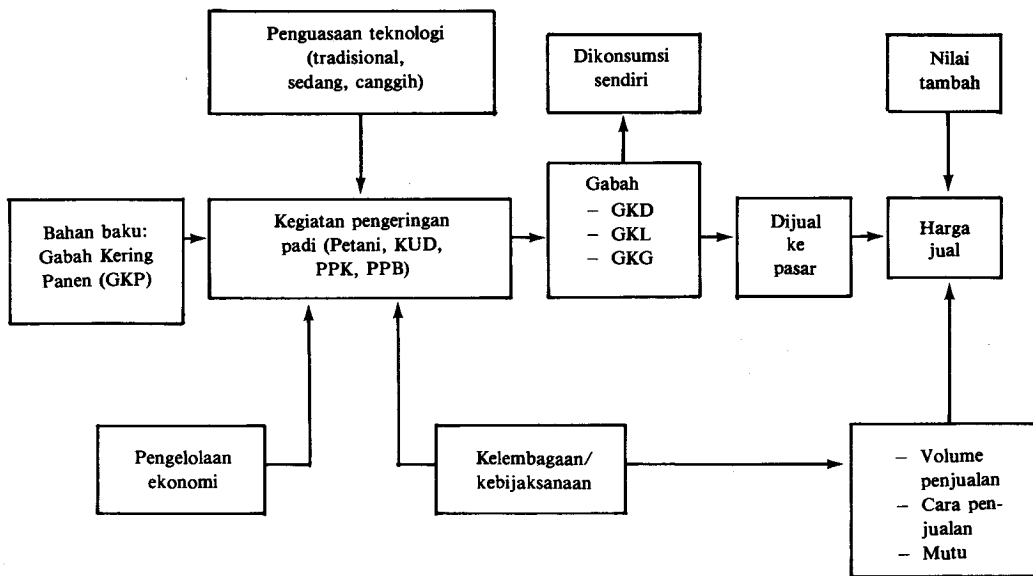 Penguasaan teknologi
(tradisional,
sedang, canggih)
Dikonsumsi
sendiri
Nilai
tambah
Bahan baku:
Gabah Kering
Panen (GKP)
Kegiatan pengeringan
padi (Petani, KUD,
PPK, PPB)
Gabah
– GKD
– GKL
– GKG
Dijual
ke
pasar
Harga
jual
Pengelolaan
ekonomi
Kelembagaan/
kebijaksanaan
– Volume
penjualan
– Cara pen-
jualan
– Mutu